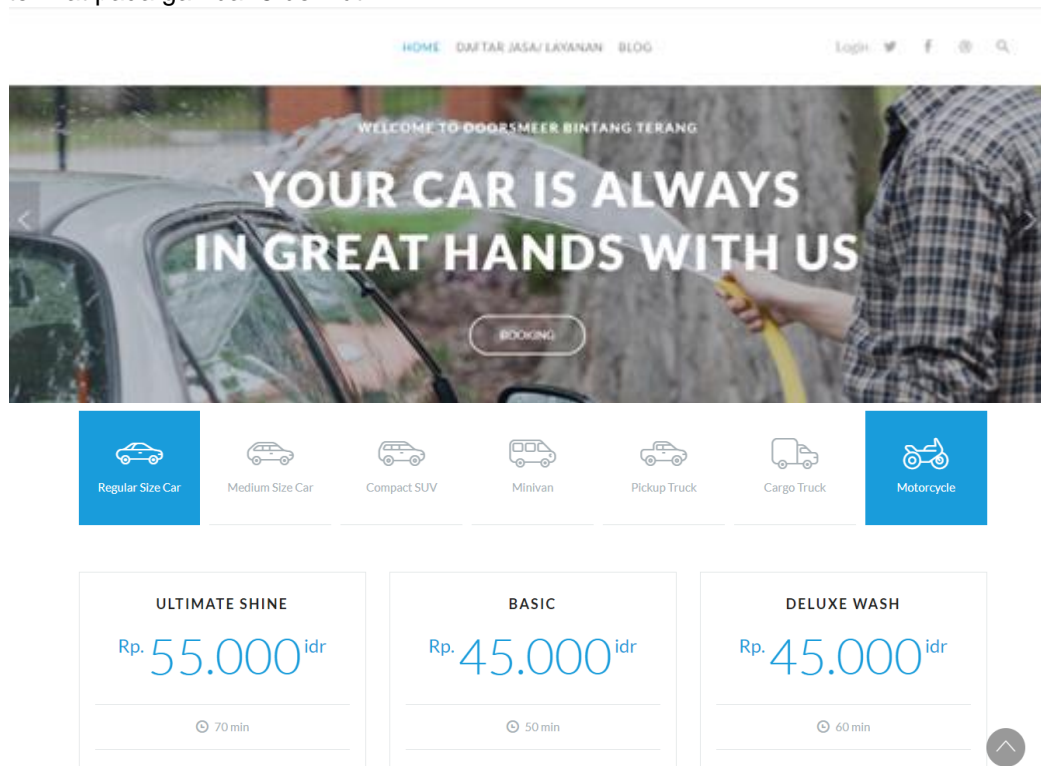 HOME DAFTAR JASA/ LAYANAN BLOG Login
WELCOME TO DOORSMEER BINTANG TERANG
YOUR CAR IS ALWAYS
IN GREAT HANDS WITH US
BOOKING
Regular Size Car Medium Size Car Compact SUV Minivan Pickup Truck Cargo Truck Motorcycle
ULTIMATE SHINE BASIC DELUXE WASH
Rp. 55.000 idr Rp. 45.000 idr Rp. 45.000 idr
70 min 50 min 60 min